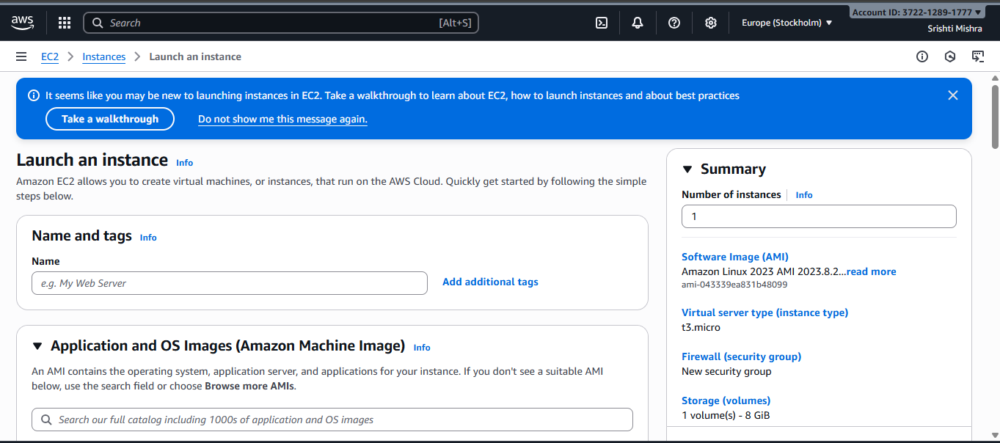 aws
Search [Alt+S]
Europe (Stockholm)
Account ID: 3722-1289-1777
Srishti Mishra
EC2 Instances Launch an instance
It seems like you may be new to launching instances in EC2. Take a walkthrough to learn about EC2, how to launch instances and about best practices
Take a walkthrough Do not show me this message again.
Launch an instance Info
Amazon EC2 allows you to create virtual machines, or instances, that run on the AWS Cloud. Quickly get started by following the simple
steps below.
Name and tags Info
Name
e.g. My Web Server Add additional tags
Application and OS Images (Amazon Machine Image) Info
An AMI contains the operating system, application server, and applications for your instance. If you don't see a suitable AMI
below, use the search field or choose Browse more AMIs.
Search our full catalog including 1000s of application and OS images
Summary
Number of instances Info
1
Software Image (AMI)
Amazon Linux 2023 AMI 2023.8.2...read more
ami-043339ea831b48099
Virtual server type (instance type)
t3.micro
Firewall (security group)
New security group
Storage (volumes)
1 volume(s) - 8 GiB